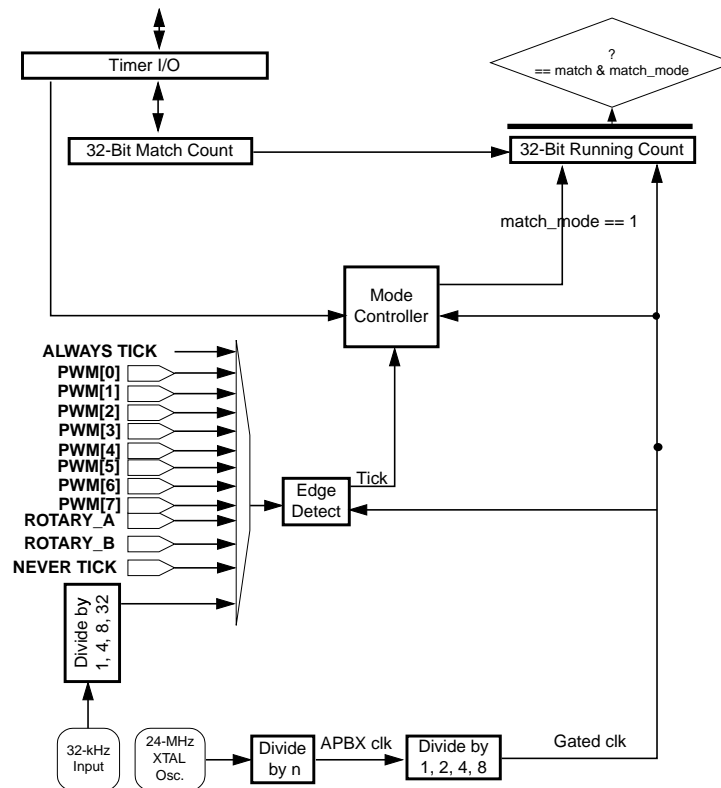 Timer I/O
?
== match & match_mode
32-Bit Match Count
32-Bit Running Count
match_mode == 1
Mode
Controller
ALWAYS TICK
PWM[0]
PWM[1]
PWM[2]
PWM[3]
PWM[4]
PWM[5]
PWM[6]
PWM[7]
ROTARY_A
ROTARY_B
NEVER TICK
Tick
Edge
Detect
Divide by
1, 4, 8, 32
32-kHz
Input
24-MHz
XTAL
Osc.
Divide
by n
APBX clk
Divide by
1, 2, 4, 8
Gated clk